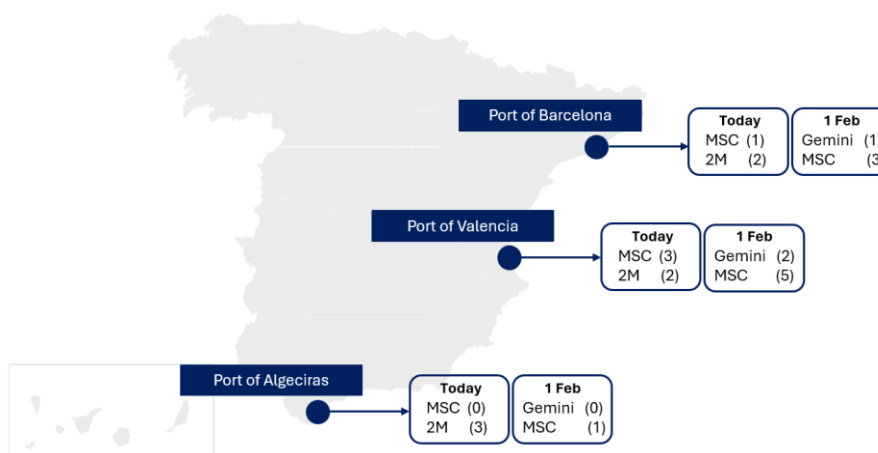 Port of Barcelona
Today
MSC (1)
2M (2)
1 Feb
Gemini (1
MSC (3
Port of Valencia
Today
MSC (3)
2M (2)
1 Feb
Gemini (2)
MSC (5)
Port of Algeciras
Today
MSC (0)
2M (3)
1 Feb
Gemini (0)
MSC (1)